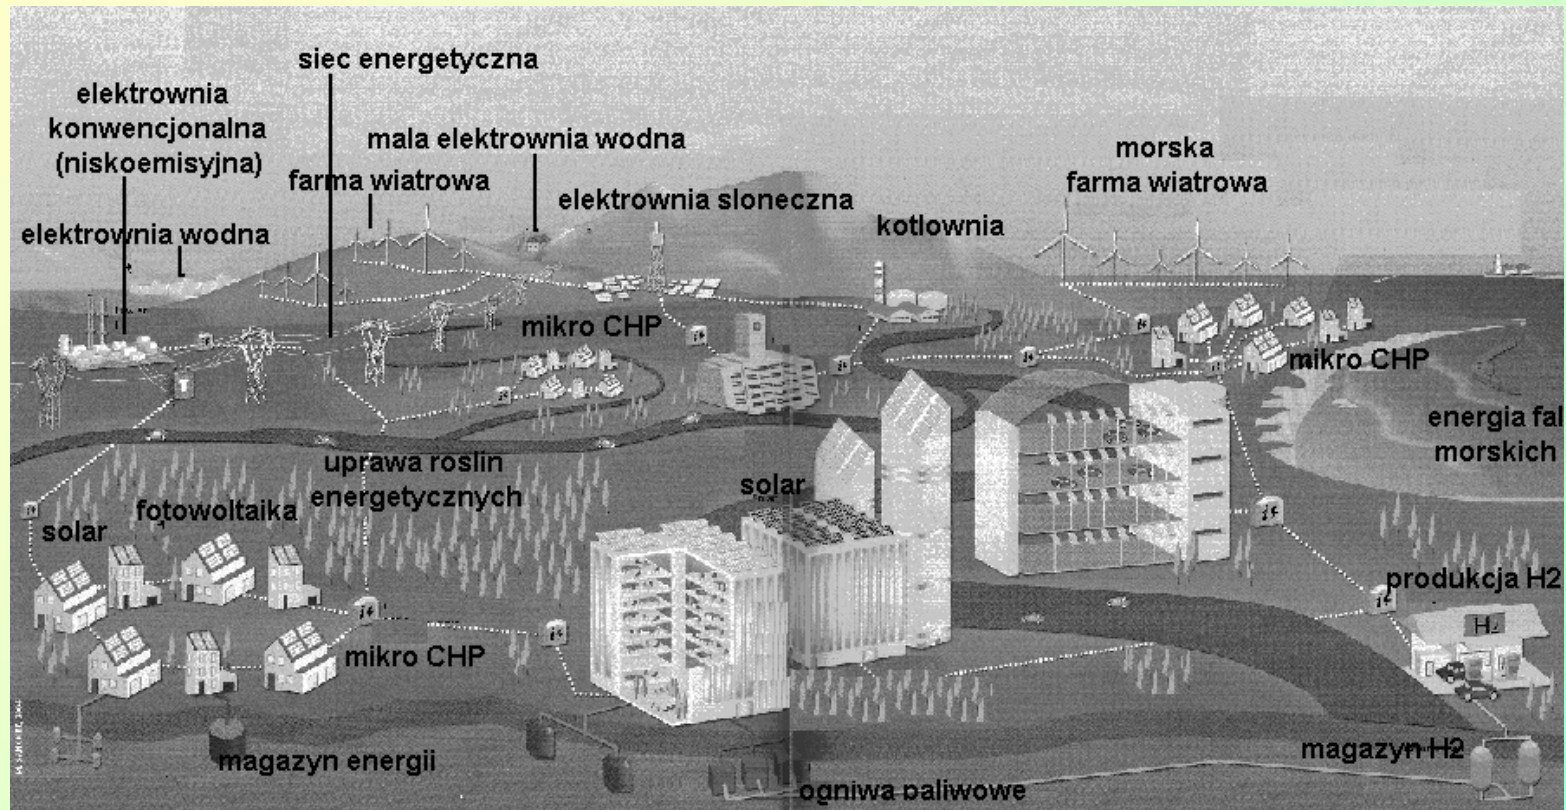 siec energetyczna
elektrownia
konwencjonalna
(niskoemisyjna)
mala elektrownia wodna
morska
farma wiatrowa
farma wiatrowa
elektrownia sloneczna
kotlownia
elektrownia wodna
mikro CHP
mikro CHP
energia fal
morskich
uprawa roslin
energetycznych
solar
fotowoltaika
solar
produkcja H2
H2
mikro CHP
magazyn energii
magazyn H2
ogniwa paliwowe